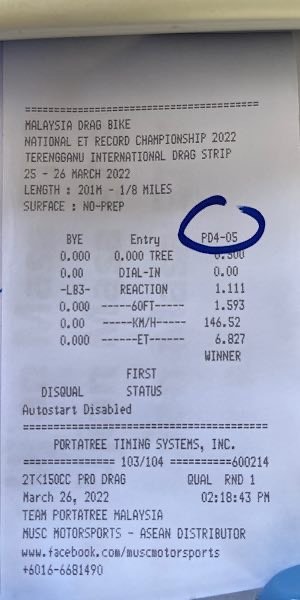 ========================================
MALAYSIA DRAG BIKE
NATIONAL ET RECORD CHAMPIONSHIP 2022
TERENGGANU INTERNATIONAL DRAG STRIP
25 - 26 MARCH 2022
LENGTH : 201M - 1/8 MILES
SURFACE : NO-PREP
BYE Entry PD4-05
0.000 0.000 TREE 0.500
0.00 DIAL-IN 0.00
-L83- REACTION 1.111
0.000 -----60FT----- 1.593
0.00 -----KM/H----- 146.52
0.000 ------ET------ 6.827
WINNER
FIRST
DISQUAL STATUS
Autostart Disabled
========================================
PORTATREE TIMING SYSTEMS, INC.
============== 103/104 ==========600214
2T<150CC PRO DRAG QUAL RND 1
March 26, 2022 02:18:43 PM
TEAM PORTATREE MALAYSIA
MUSC MOTORSPORTS - ASEAN DISTRIBUTOR
www.facebook.com/muscmotorsports
+6016-6681490